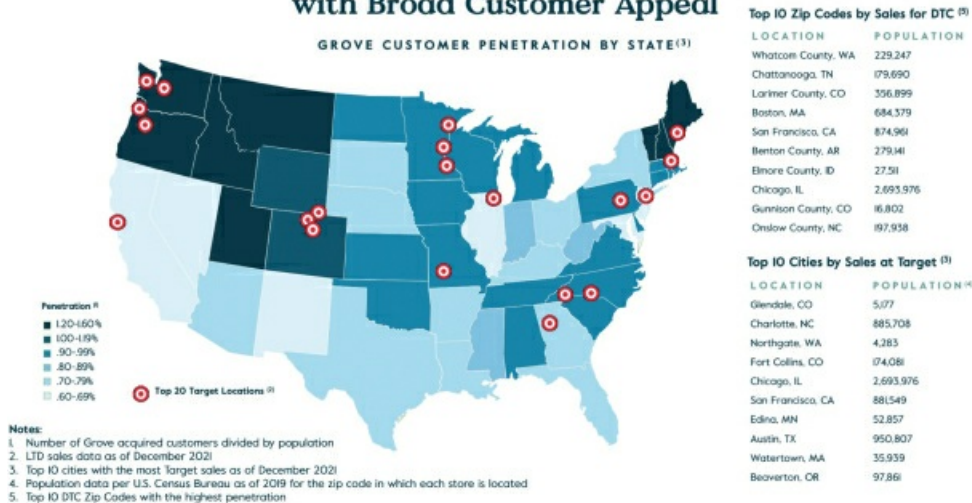 with Broad Customer Appeal
GROVE CUSTOMER PENETRATION BY STATE(3)
Penetration (1)
1.20-1.60%
1.00-1.19%
.90-.99%
.80-.89%
.70-.79%
.60-.69%
Top 20 Target Locations (2)
Notes:
1. Number of Grove acquired customers divided by population
2. LTD sales data as of December 2021
3. Top 10 cities with the most Target sales as of December 2021
4. Population data per U.S. Census Bureau as of 2019 for the zip code in which each store is located
5. Top 10 DTC Zip Codes with the highest penetration
Top 10 Zip Codes by Sales for DTC (5)
LOCATION POPULATION
Whatcom County, WA 229,247
Chattanooga, TN 179,690
Larimer County, CO 356,899
Boston, MA 684,379
San Francisco, CA 874,961
Benton County, AR 279,141
Elmore County, ID 27,511
Chicago, IL 2,693,976
Gunnison County, CO 16,802
Onslow County, NC 197,938
Top 10 Cities by Sales at Target (3)
LOCATION POPULATION(4)
Glendale, CO 5,177
Charlotte, NC 885,708
Northgate, WA 4,283
Fort Collins, CO 174,081
Chicago, IL 2,693,976
San Francisco, CA 881,549
Edina, MN 52,857
Austin, TX 950,807
Watertown, MA 35,939
Beaverton, OR 97,861